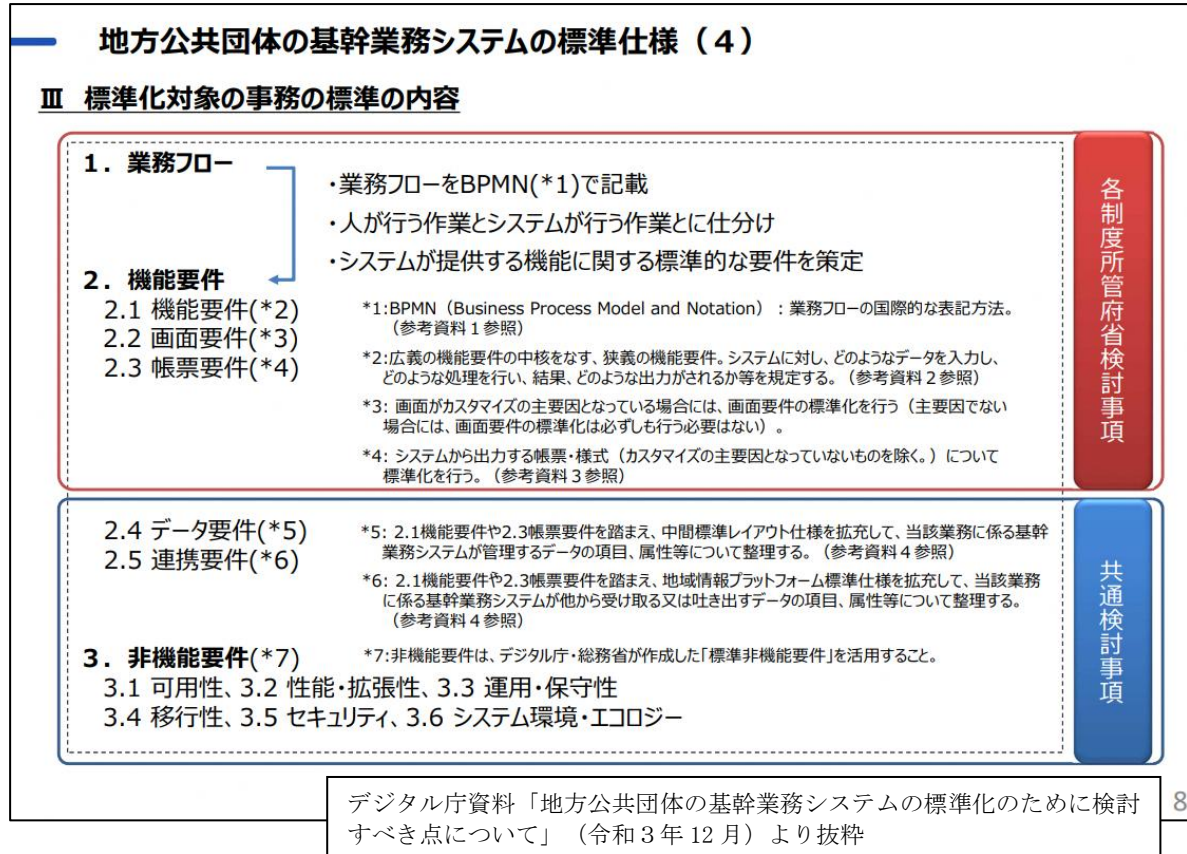 地方公共団体の基幹業務システムの標準仕様（４）
Ⅲ 標準化対象の事務の標準の内容
1．業務フロー
・業務フローをBPMN(*1)で記載
・人が行う作業とシステムが行う作業とに仕分け
・システムが提供する機能に関する標準的な要件を策定
2．機能要件
2.1 機能要件(*2)
2.2 画面要件(*3)
2.3 帳票要件(*4)
*1:BPMN（Business Process Model and Notation）：業務フローの国際的な表記方法。
（参考資料１参照）
*2:広義の機能要件の中核をなす、狭義の機能要件。システムに対し、どのようなデータを入力し、
どのような処理を行い、結果、どのような出力がされるか等を規定する。（参考資料２参照）
*3: 画面がカスタマイズの主要因となっている場合には、画面要件の標準化を行う（主要因でない
場合には、画面要件の標準化は必ずしも行う必要はない）。
*4: システムから出力する帳票・様式（カスタマイズの主要因となっていないものを除く。）について
標準化を行う。（参考資料３参照）
各制度所管府省検討事項
2.4 データ要件(*5)
2.5 連携要件(*6)
*5: 2.1機能要件や2.3帳票要件を踏まえ、中間標準レイアウト仕様を拡充して、当該業務に係る基幹
業務システムが管理するデータの項目、属性等について整理する。（参考資料４参照）
*6: 2.1機能要件や2.3帳票要件を踏まえ、地域情報プラットフォーム標準仕様を拡充して、当該業務
に係る基幹業務システムが他から受け取る又は吐き出すデータの項目、属性等について整理する。
（参考資料４参照）
3．非機能要件(*7)
*7:非機能要件は、デジタル庁・総務省が作成した「標準非機能要件」を活用すること。
3.1 可用性、3.2 性能・拡張性、3.3 運用・保守性
3.4 移行性、3.5 セキュリティ、3.6 システム環境・エコロジー
共通検討事項
デジタル庁資料「地方公共団体の基幹業務システムの標準化のために検討
すべき点について」（令和３年 12 月）より抜粋
8